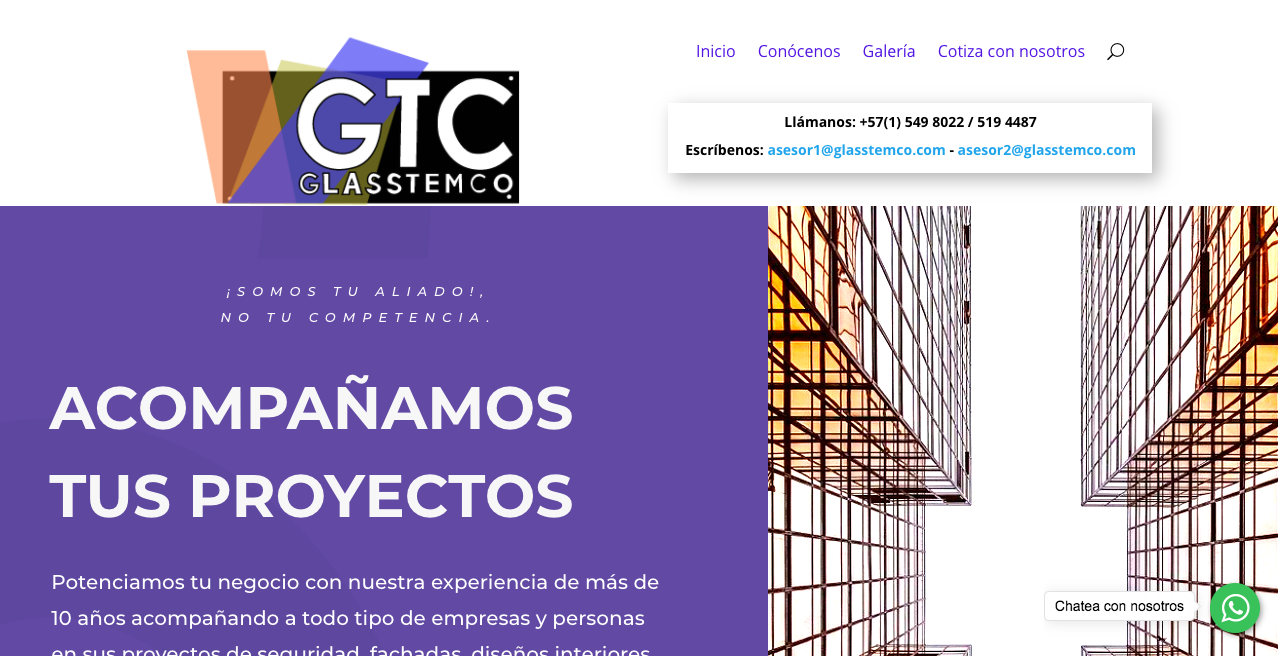 GTC
GLASSTEMCO
Inicio Conócenos Galería Cotiza con nosotros
Llámanos: +57(1) 549 8022 / 519 4487
Escríbenos: asesor1@glasstemco.com - asesor2@glasstemco.com
¡SOMOS TU ALIADO!,
NO TU COMPETENCIA.
ACOMPAÑAMOS
TUS PROYECTOS
Potenciamos tu negocio con nuestra experiencia de más de
10 años acompañando a todo tipo de empresas y personas
en sus proyectos de seguridad, fachadas, diseños interiores
Chatea con nosotros